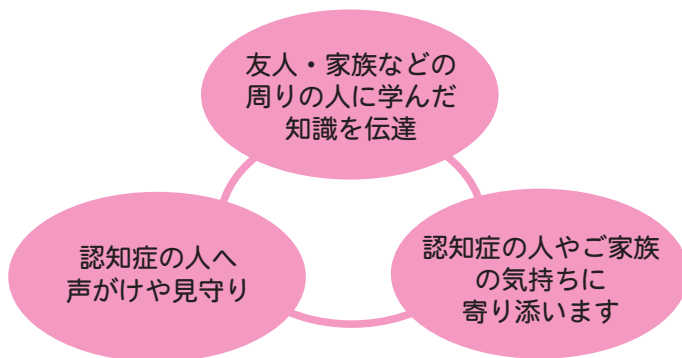 友人・家族などの
周りの人に学んだ
知識を伝達
認知症の人へ
声がけや見守り
認知症の人やご家族
の気持ちに
寄り添います